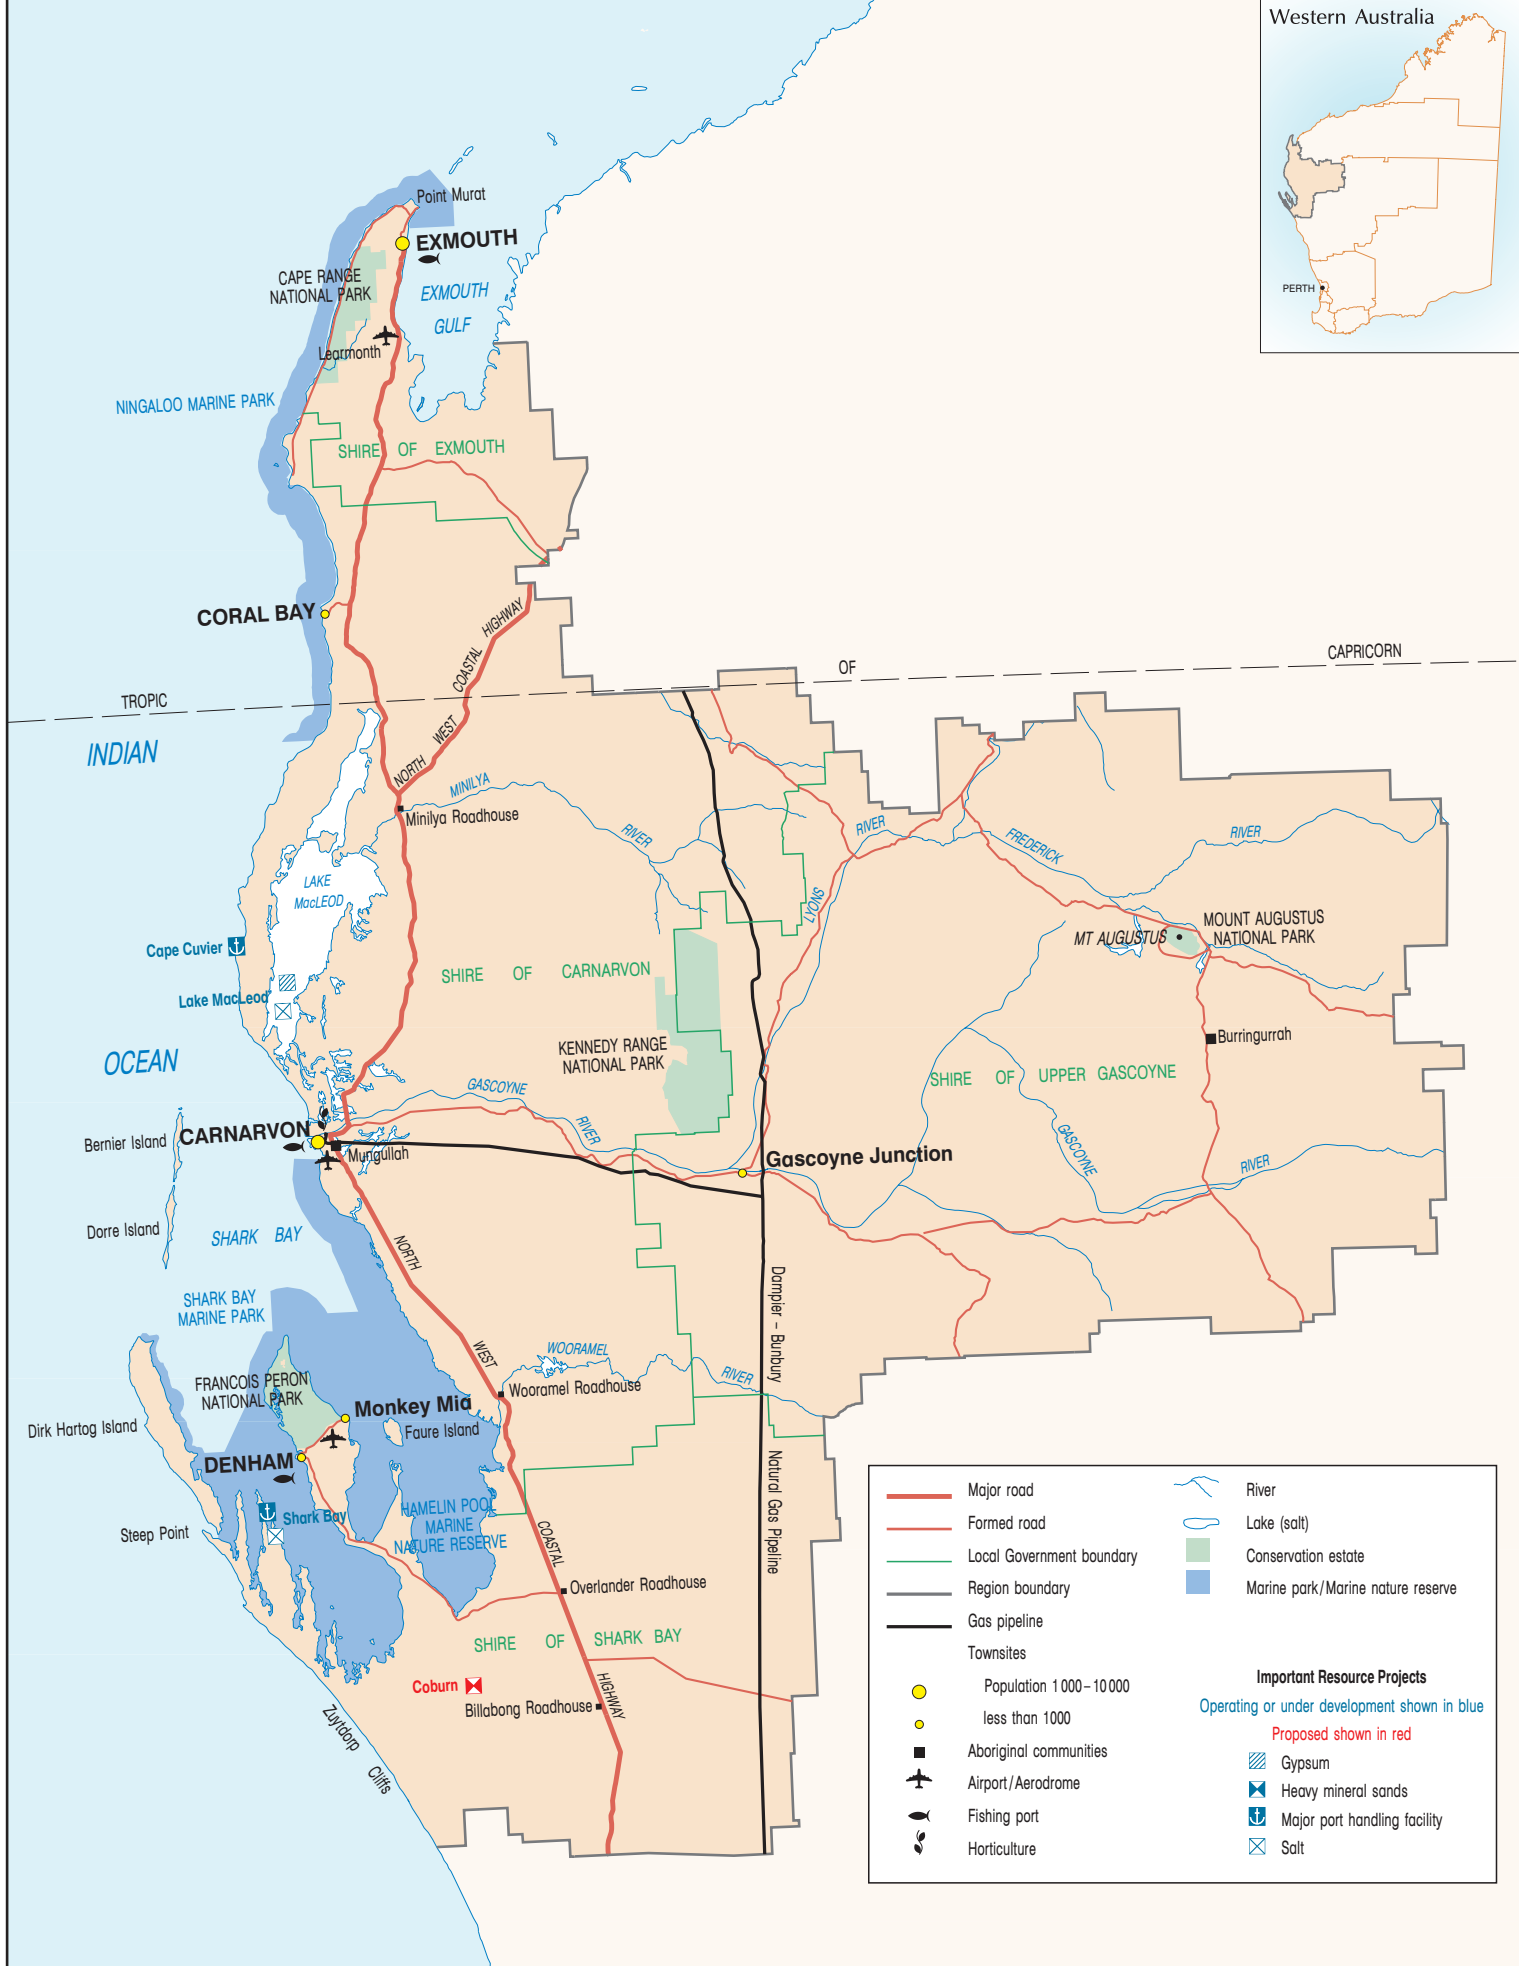 Western Australia
PERTH
Point Murat
EXMOUTH
CAPE RANGE
NATIONAL PARK
EXMOUTH
GULF
Learmonth
NINGALOO MARINE PARK
SHIRE OF EXMOUTH
CORAL BAY
NORTH WEST COASTAL HIGHWAY
TROPIC OF CAPRICORN
INDIAN
OCEAN
MINILYA RIVER
Minilya Roadhouse
LAKE
MacLEOD
Cape Cuvier
Lake MacLeod
SHIRE OF CARNARVON
KENNEDY RANGE
NATIONAL PARK
LYONS RIVER
FREDERICK RIVER
MT AUGUSTUS
MOUNT AUGUSTUS
NATIONAL PARK
Burringurrah
SHIRE OF UPPER GASCOYNE
GASCOYNE RIVER
GASCOYNE RIVER
Bernier Island
CARNARVON
Mungullah
Gascoyne Junction
Dorre Island
SHARK BAY
NORTH WEST COASTAL HIGHWAY
SHARK BAY
MARINE PARK
Dampier – Bunbury
Natural Gas Pipeline
WOORAMEL RIVER
Wooramel Roadhouse
FRANCOIS PERON
NATIONAL PARK
Monkey Mia
Faure Island
Dirk Hartog Island
DENHAM
Shark Bay
HAMELIN POOL
MARINE
NATURE RESERVE
Steep Point
Overlander Roadhouse
SHIRE OF SHARK BAY
Coburn
Billabong Roadhouse
Zuytdorp Cliffs
Major road
Formed road
Local Government boundary
Region boundary
Gas pipeline
Townsites
Population 1000–10000
less than 1000
Aboriginal communities
Airport/Aerodrome
Fishing port
Horticulture
River
Lake (salt)
Conservation estate
Marine park/Marine nature reserve
Important Resource Projects
Operating or under development shown in blue
Proposed shown in red
Gypsum
Heavy mineral sands
Major port handling facility
Salt